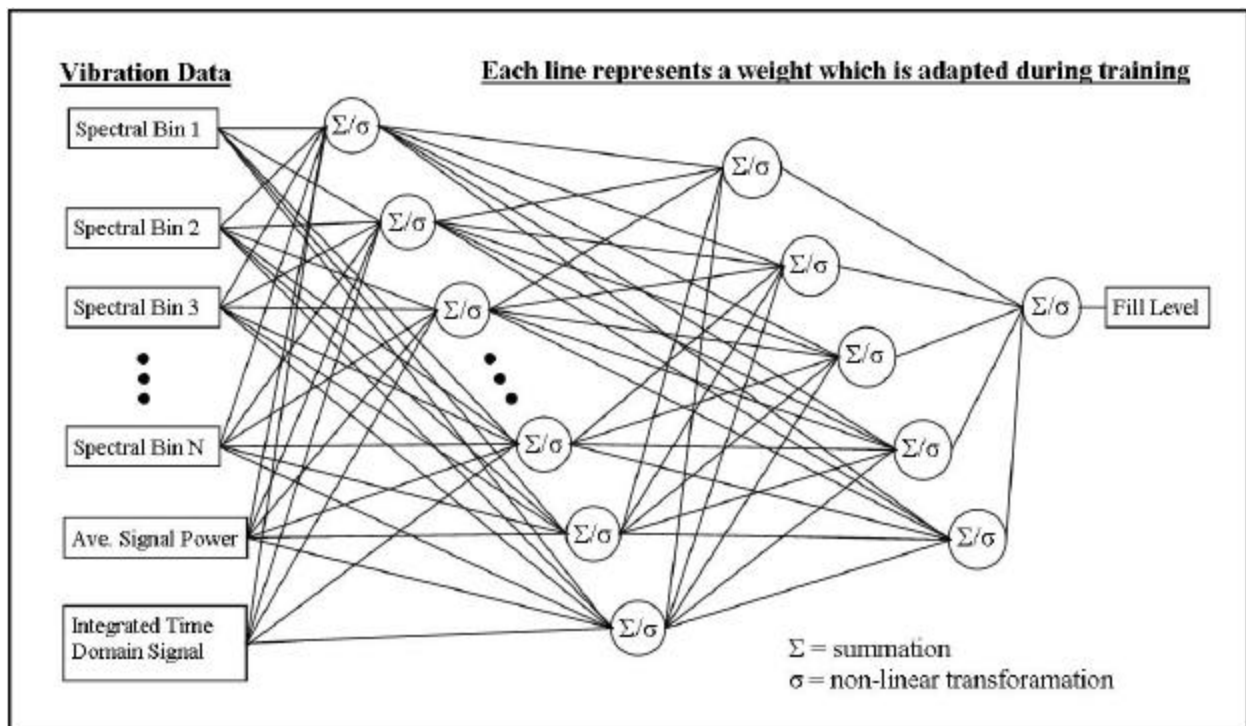 Vibration Data
Each line represents a weight which is adapted during training
Spectral Bin 1
Spectral Bin 2
Spectral Bin 3
Spectral Bin N
Ave. Signal Power
Integrated Time
Domain Signal
Σ/σ
Σ/σ
Σ/σ
Σ/σ
Σ/σ
Σ/σ
Σ/σ
Σ/σ
Σ/σ
Σ/σ
Σ/σ
Σ/σ
Fill Level
Σ = summation
σ = non-linear transforamation